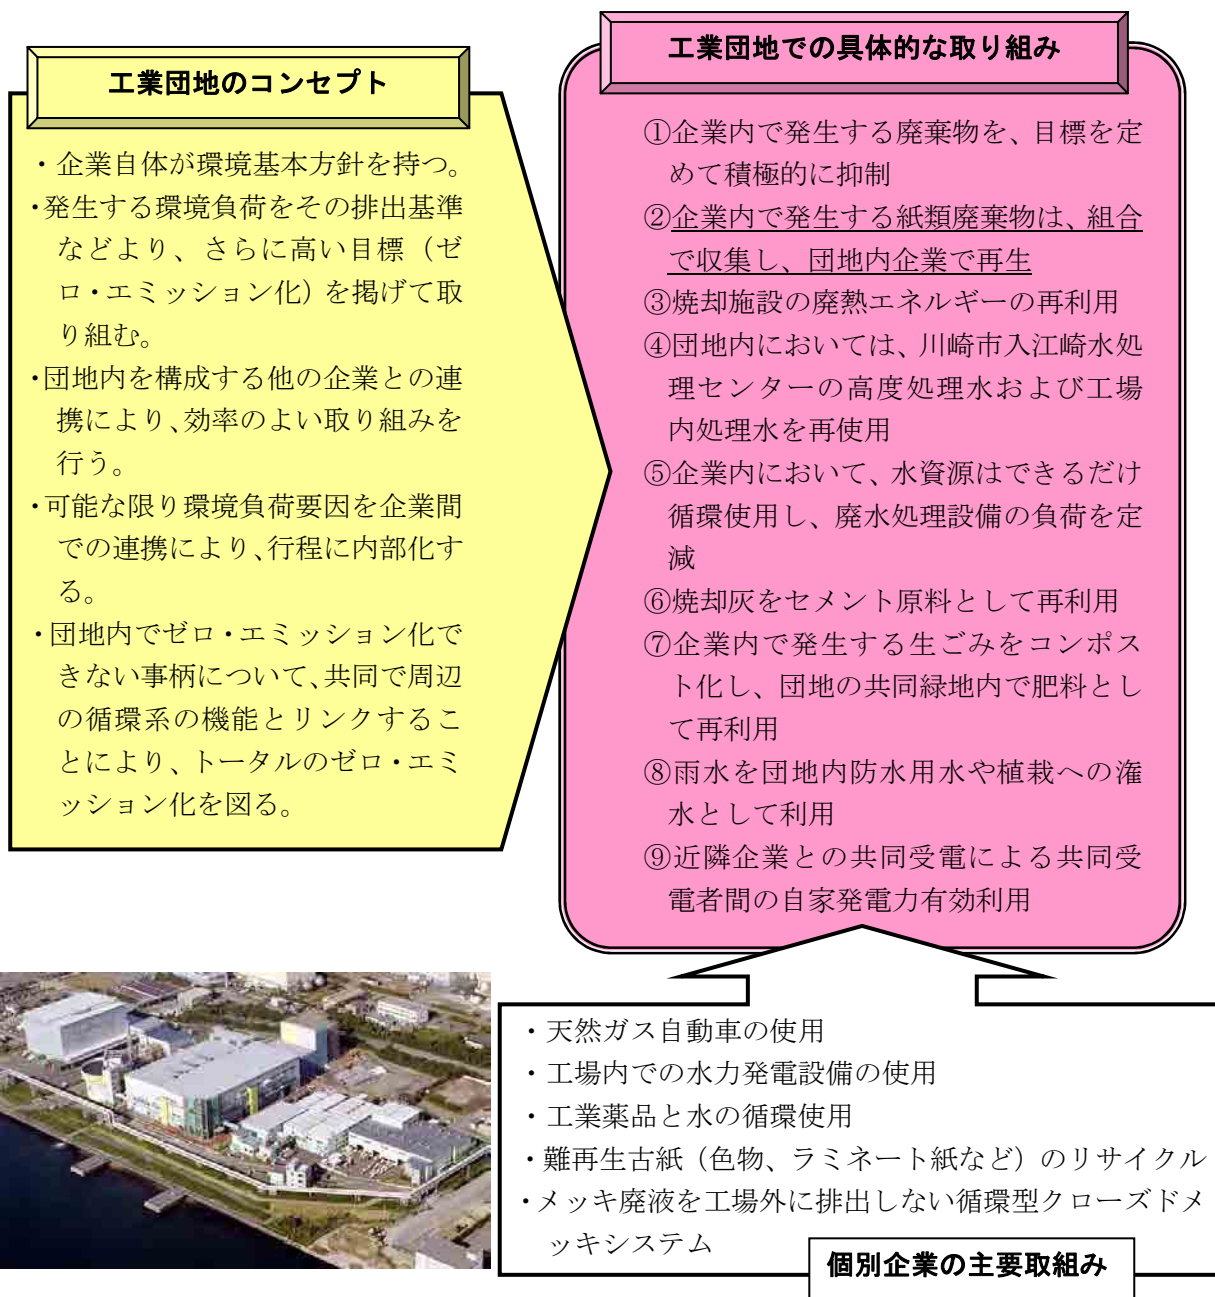 工業団地のコンセプト
・企業自体が環境基本方針を持つ。
・発生する環境負荷をその排出基準
などより、さらに高い目標（ゼ
ロ・エミッション化）を掲げて取
り組む。
・団地内を構成する他の企業との連
携により、効率のよい取り組みを
行う。
・可能な限り環境負荷要因を企業間
での連携により、行程に内部化す
る。
・団地内でゼロ・エミッション化で
きない事柄について、共同で周辺
の循環系の機能とリンクするこ
とにより、トータルのゼロ・エミ
ッション化を図る。
工業団地での具体的な取り組み
①企業内で発生する廃棄物を、目標を定
めて積極的に抑制
②企業内で発生する紙類廃棄物は、組合
で収集し、団地内企業で再生
③焼却施設の廃熱エネルギーの再利用
④団地内においては、川崎市入江崎水処
理センターの高度処理水および工場
内処理水を再使用
⑤企業内において、水資源はできるだけ
循環使用し、廃水処理設備の負荷を定
減
⑥焼却灰をセメント原料として再利用
⑦企業内で発生する生ごみをコンポス
ト化し、団地の共同緑地内で肥料とし
て再利用
⑧雨水を団地内防水用水や植栽への潅
水として利用
⑨近隣企業との共同受電による共同受
電者間の自家発電力有効利用
・天然ガス自動車の使用
・工場内での水力発電設備の使用
・工業薬品と水の循環使用
・難再生古紙（色物、ラミネート紙など）のリサイクル
・メッキ廃液を工場外に排出しない循環型クローズドメ
ッキシステム
個別企業の主要取組み